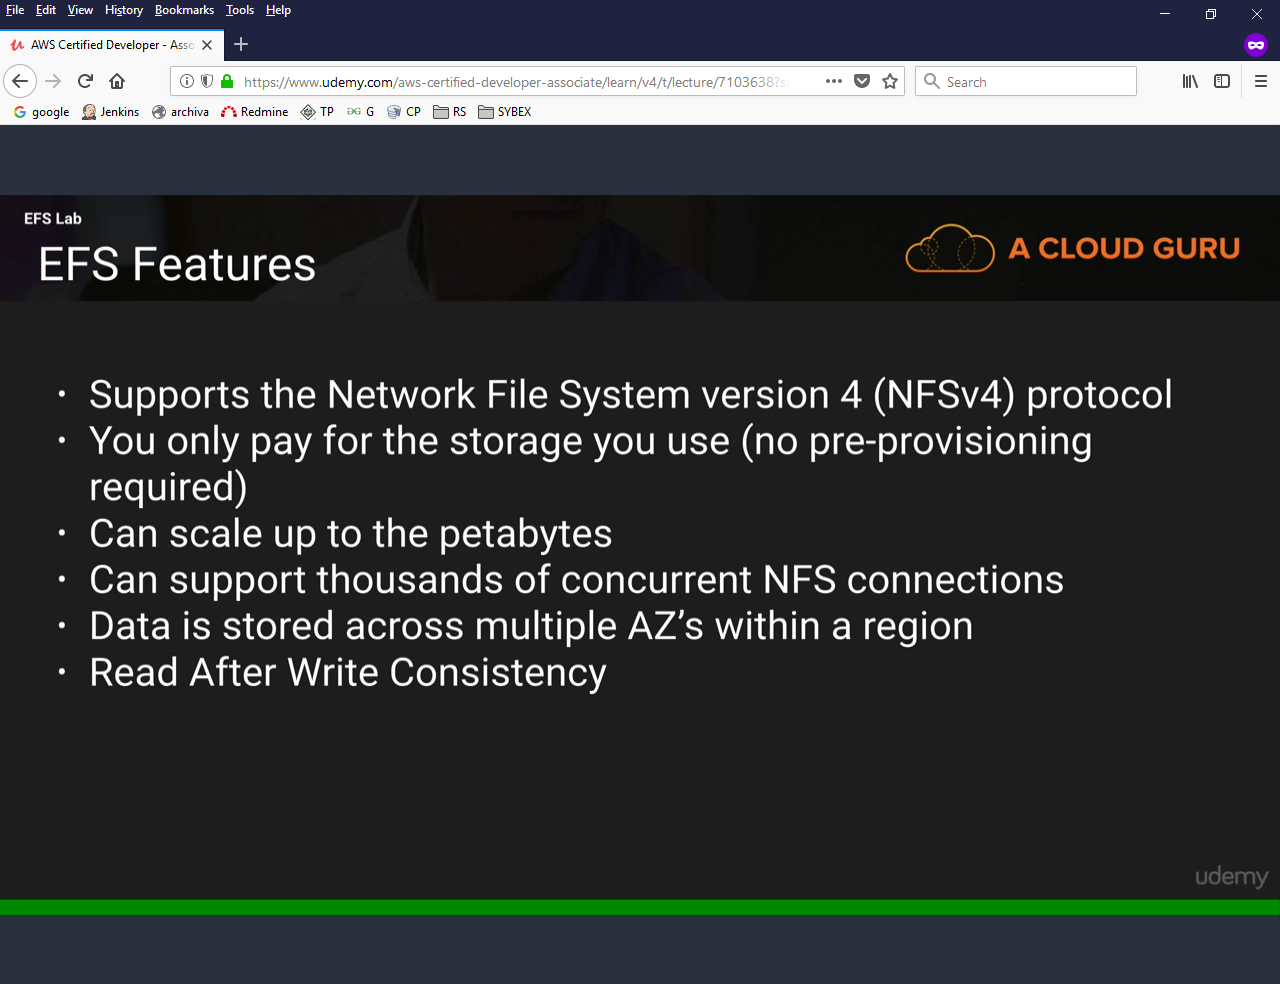 File Edit View History Bookmarks Tools Help
AWS Certified Developer - Asso
https://www.udemy.com/aws-certified-developer-associate/learn/v4/t/lecture/7103638?s
Search
google Jenkins archiva Redmine TP G CP RS SYBEX
EFS Lab
EFS Features
A CLOUD GURU
• Supports the Network File System version 4 (NFSv4) protocol
• You only pay for the storage you use (no pre-provisioning
required)
• Can scale up to the petabytes
• Can support thousands of concurrent NFS connections
• Data is stored across multiple AZ's within a region
• Read After Write Consistency
udemy